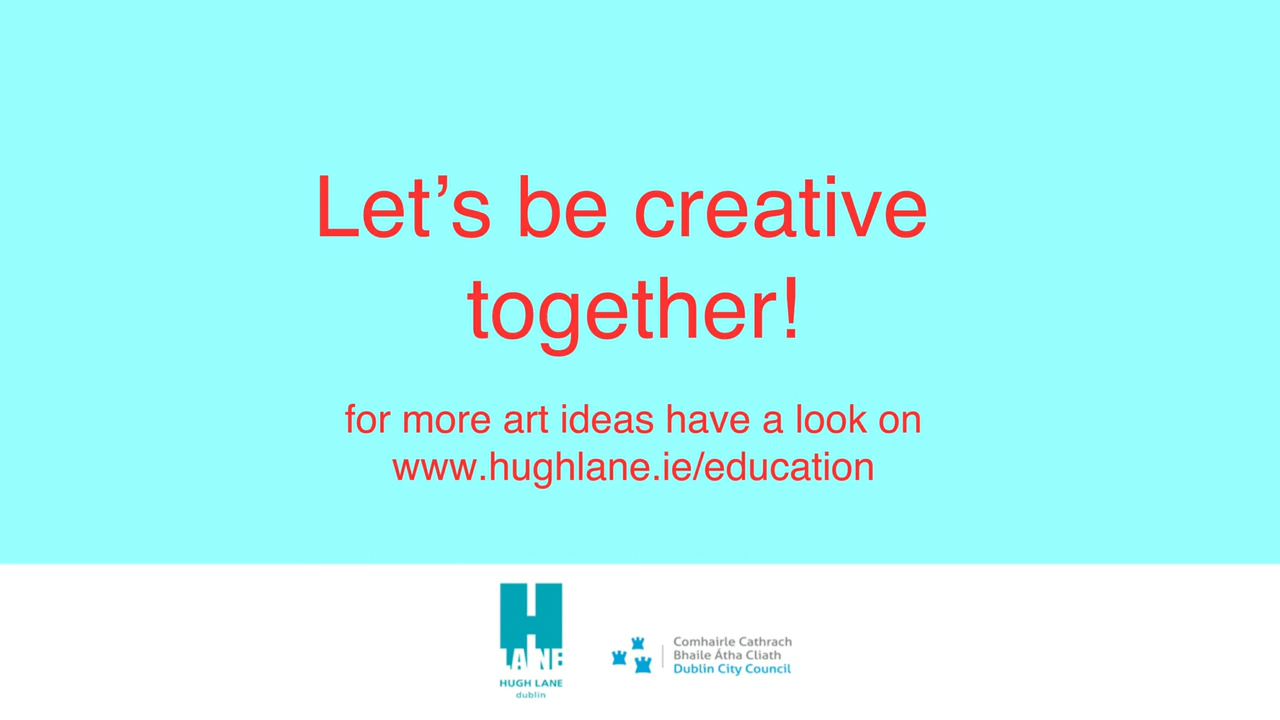 Let’s be creative
together!
for more art ideas have a look on
www.hughlane.ie/education
H
LANE
HUGH LANE
dublin
Comhairle Cathrach
Bhaile Átha Cliath
Dublin City Council